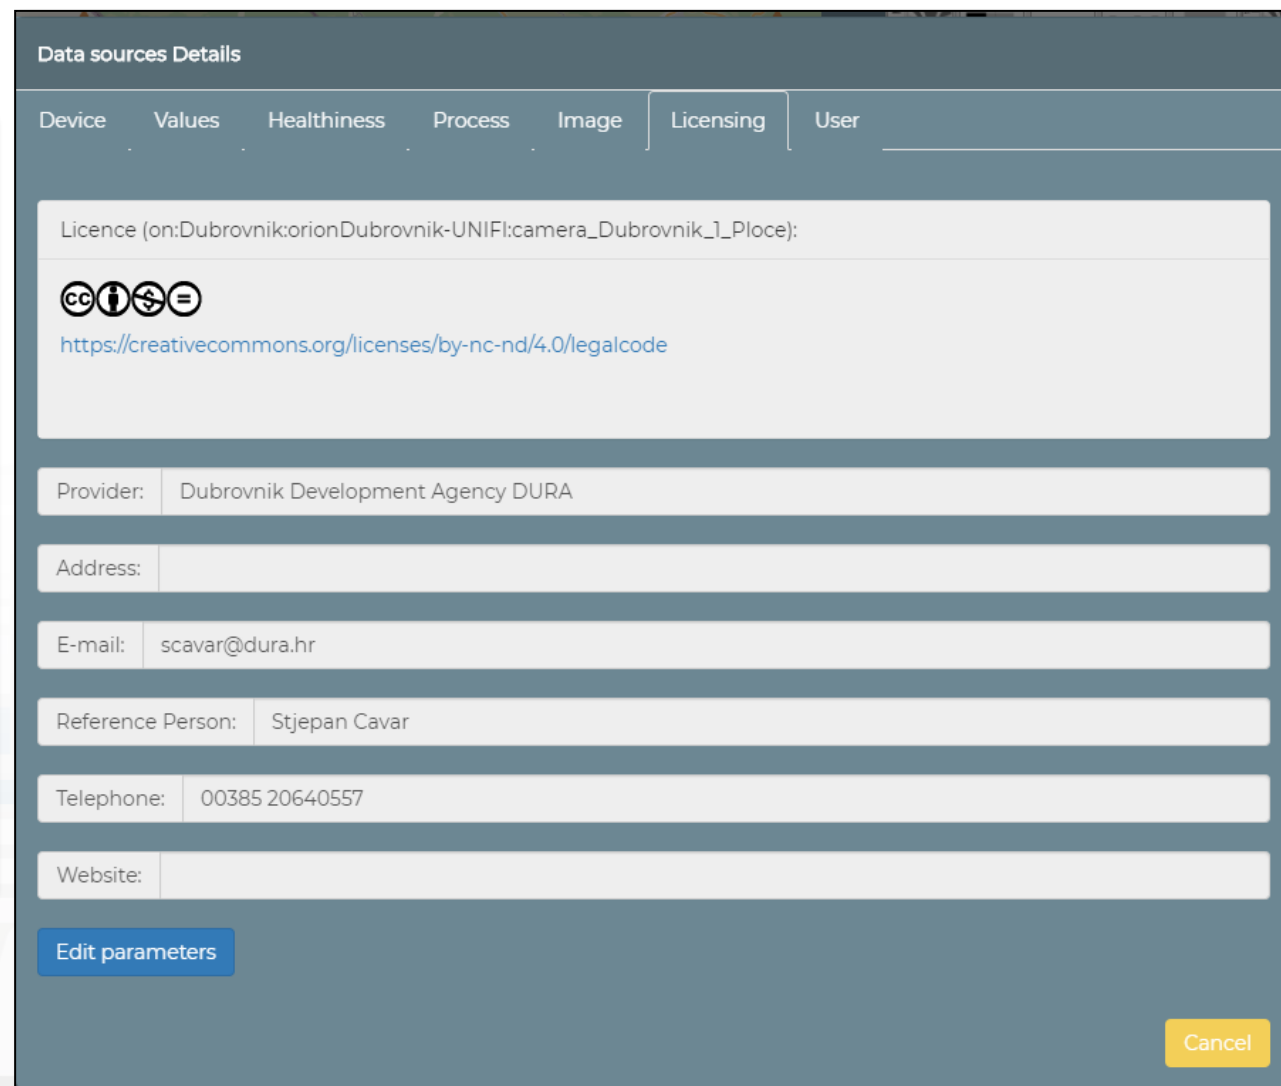 Data sources Details
Device Values Healthiness Process Image Licensing User
Licence (on:Dubrovnik:orionDubrovnik-UNIFI:camera_Dubrovnik_1_Ploce):
cc $ =
https://creativecommons.org/licenses/by-nc-nd/4.0/legalcode
Provider: Dubrovnik Development Agency DURA
Address:
E-mail: scavar@dura.hr
Reference Person: Stjepan Cavar
Telephone: 00385 20640557
Website:
Edit parameters
Cancel